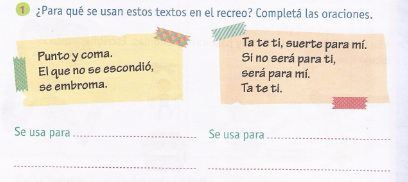 1 ¿Para qué se usan estos textos en el recreo? Completá las oraciones.
Punto y coma.
El que no se escondió,
se embroma.
Ta te ti, suerte para mí.
Si no será para ti,
será para mí.
Ta te ti.
Se usa para
Se usa para